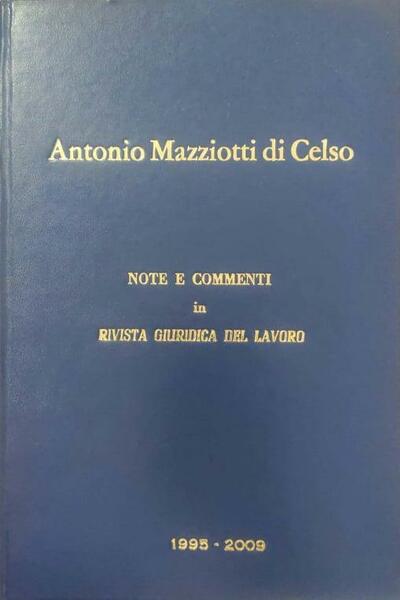 Antonio Mazziotti di Celso
NOTE E COMMENTI
in
RIVISTA GIURIDICA DEL LAVORO
1995 - 2009